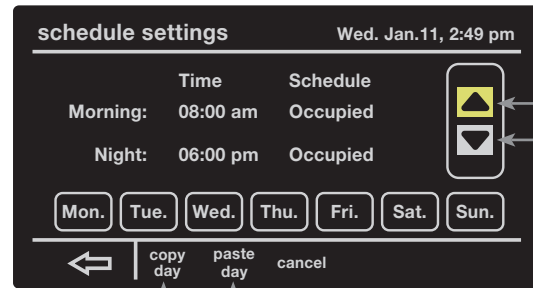 schedule settings Wed. Jan.11, 2:49 pm
Time Schedule
Morning: 08:00 am Occupied
Night: 06:00 pm Occupied
Mon. Tue. Wed. Thu. Fri. Sat. Sun.
copy day paste day cancel